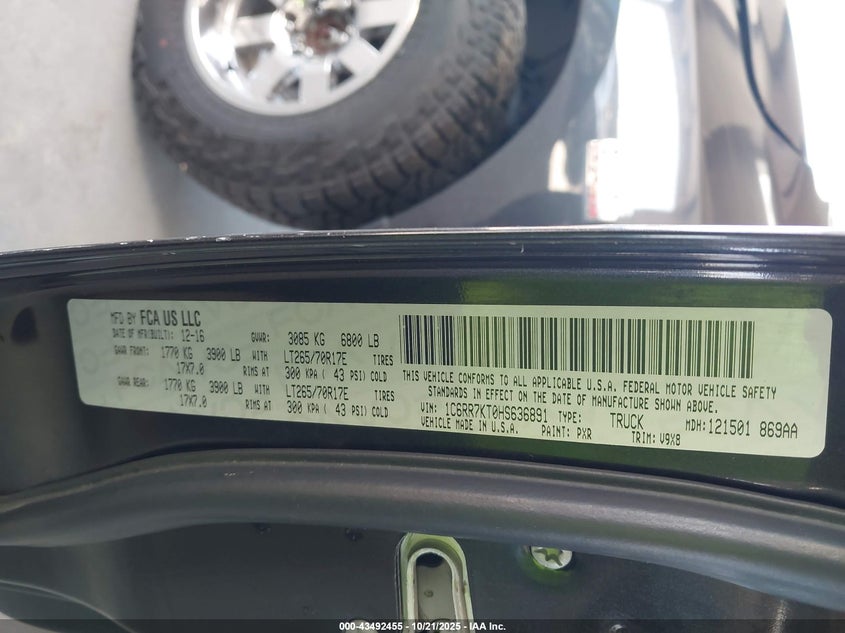 MFD BY FCA US LLC
DATE OF MFR(BUILT): 12-16 GVWR: 3085 KG 6800 LB
GAWR FRONT: 1770 KG 3900 LB WITH LT265/70R17E TIRES
17X7.0 RIMS AT 300 KPA ( 43 PSI) COLD
GAWR REAR: 1770 KG 3900 LB WITH LT265/70R17E TIRES
17X7.0 RIMS AT 300 KPA ( 43 PSI) COLD
THIS VEHICLE CONFORMS TO ALL APPLICABLE U.S.A. FEDERAL MOTOR VEHICLE SAFETY
STANDARDS IN EFFECT ON THE DATE OF MANUFACTURE SHOWN ABOVE.
VIN: 1C6RR7KT0HS636891 TYPE: TRUCK MDH: 121501 869AA
VEHICLE MADE IN U.S.A. PAINT: PXR TRIM: V9X8
000-43492455 - 10/21/2025 - IAA, Inc.